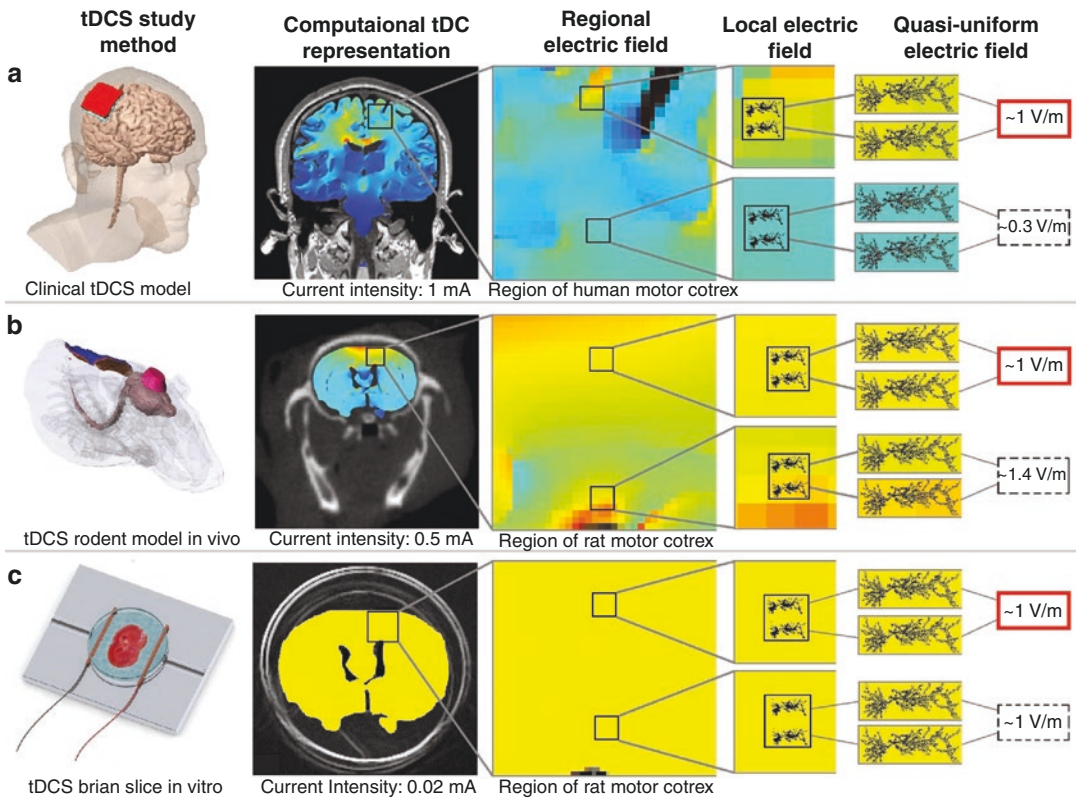 tDCS study
method
Computaional tDC
representation
Regional
electric field
Local electric
field
Quasi-uniform
electric field
a
~1 V/m
~0.3 V/m
Clinical tDCS model
Current intensity: 1 mA
Region of human motor cotrex
b
~1 V/m
~1.4 V/m
tDCS rodent model in vivo
Current intensity: 0.5 mA
Region of rat motor cotrex
c
~1 V/m
~1 V/m
tDCS brian slice in vitro
Current Intensity: 0.02 mA
Region of rat motor cotrex